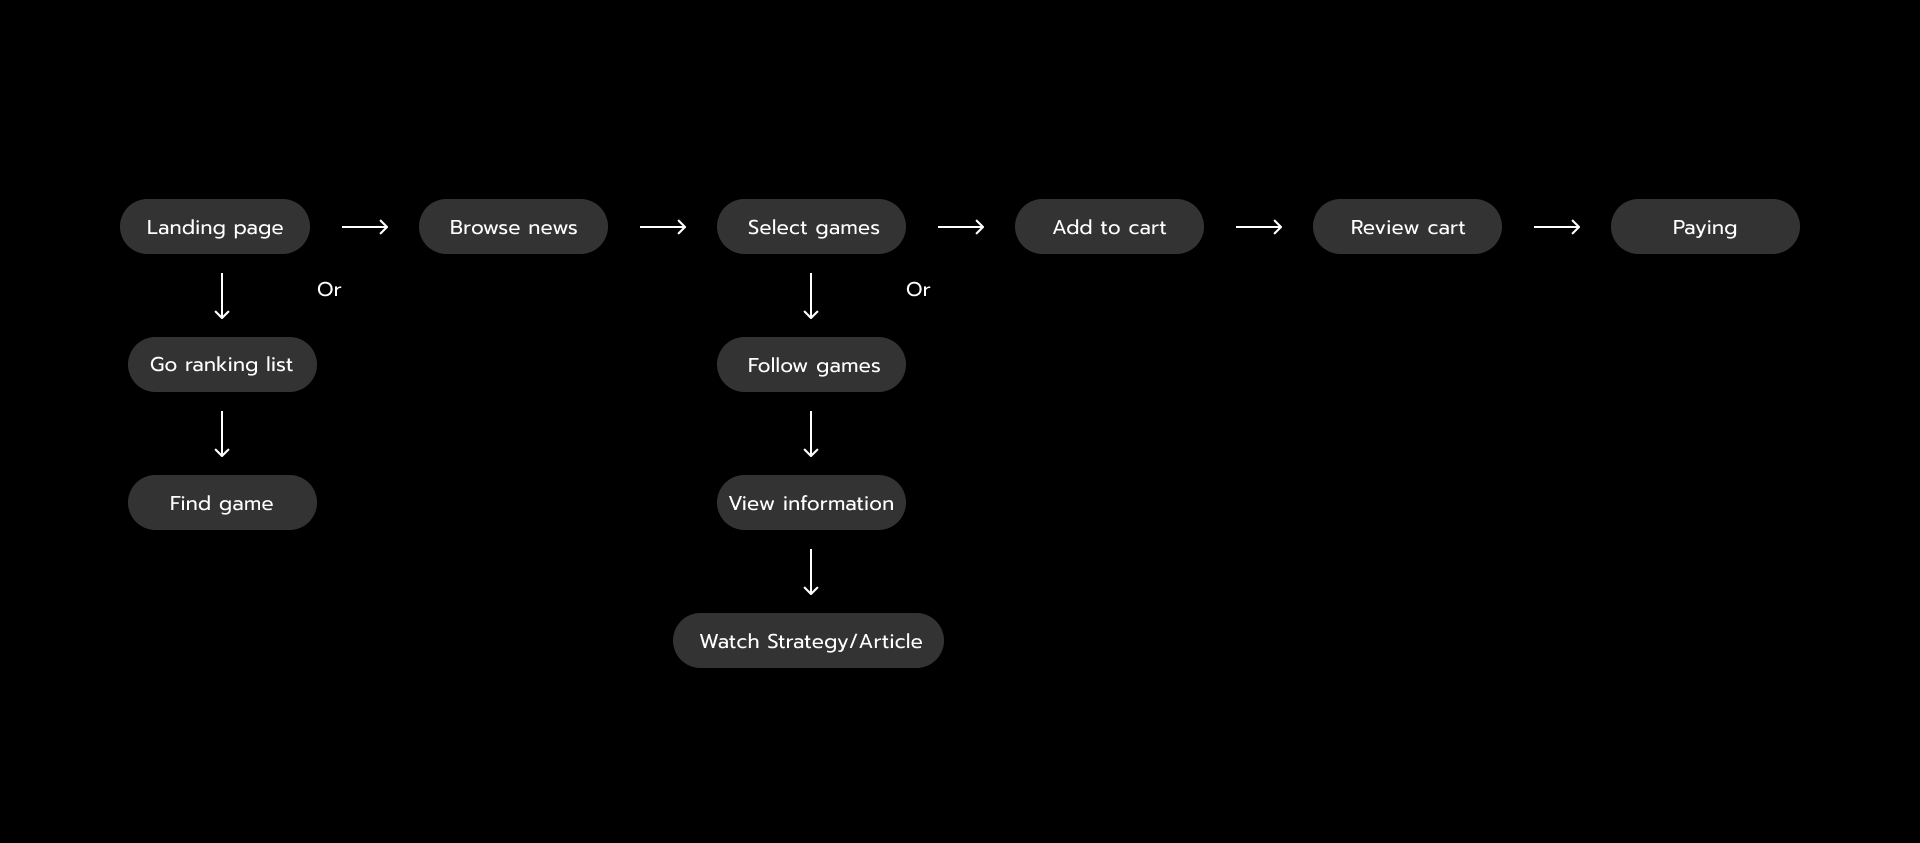 Landing page
Browse news
Select games
Add to cart
Review cart
Paying
Or
Or
Go ranking list
Follow games
Find game
View information
Watch Strategy/Article